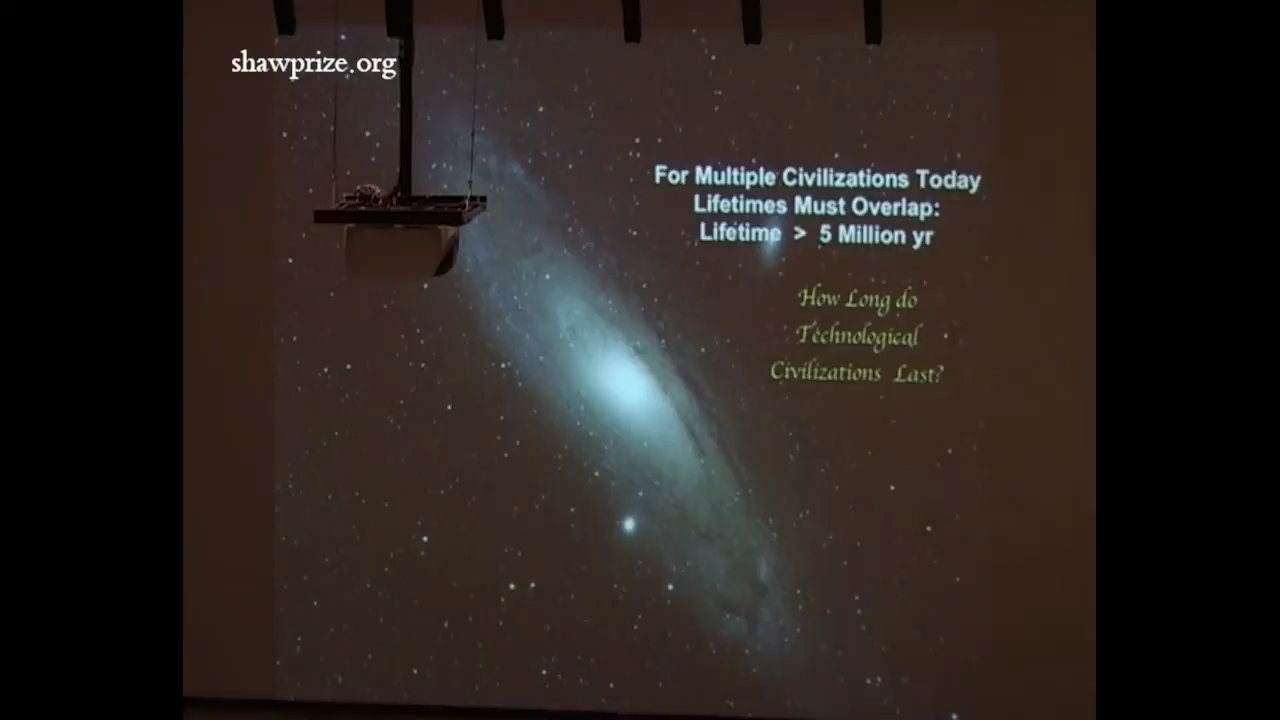 shawprize.org
For Multiple Civilizations Today
Lifetimes Must Overlap:
Lifetime > 5 Million yr
How Long do
Technological
Civilizations Last?